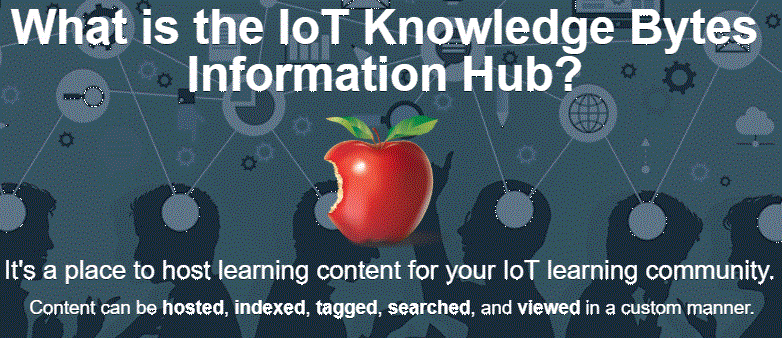 What is the IoT Knowledge Bytes
Information Hub?
It's a place to host learning content for your IoT learning community.
Content can be hosted, indexed, tagged, searched, and viewed in a custom manner.